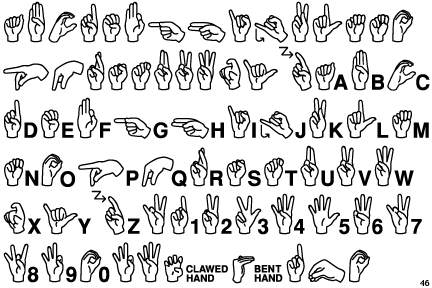 A B C
D E F G H I J K L M
N O P Q R S T U V W
X Y Z 1 2 3 4 5 6 7
8 9 0 CLAWED HAND BENT HAND
46